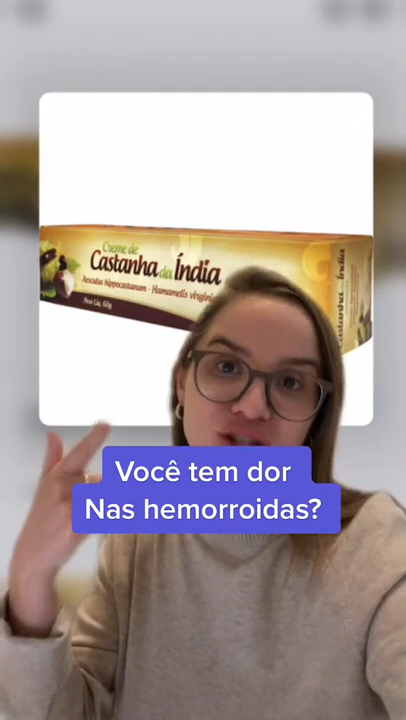 Creme de
Castanha da Índia
Aesculus hippocastanum - Hamamelis virgini
Peso Líq. 60g
Castanha da Índia
Você tem dor
Nas hemorroidas?